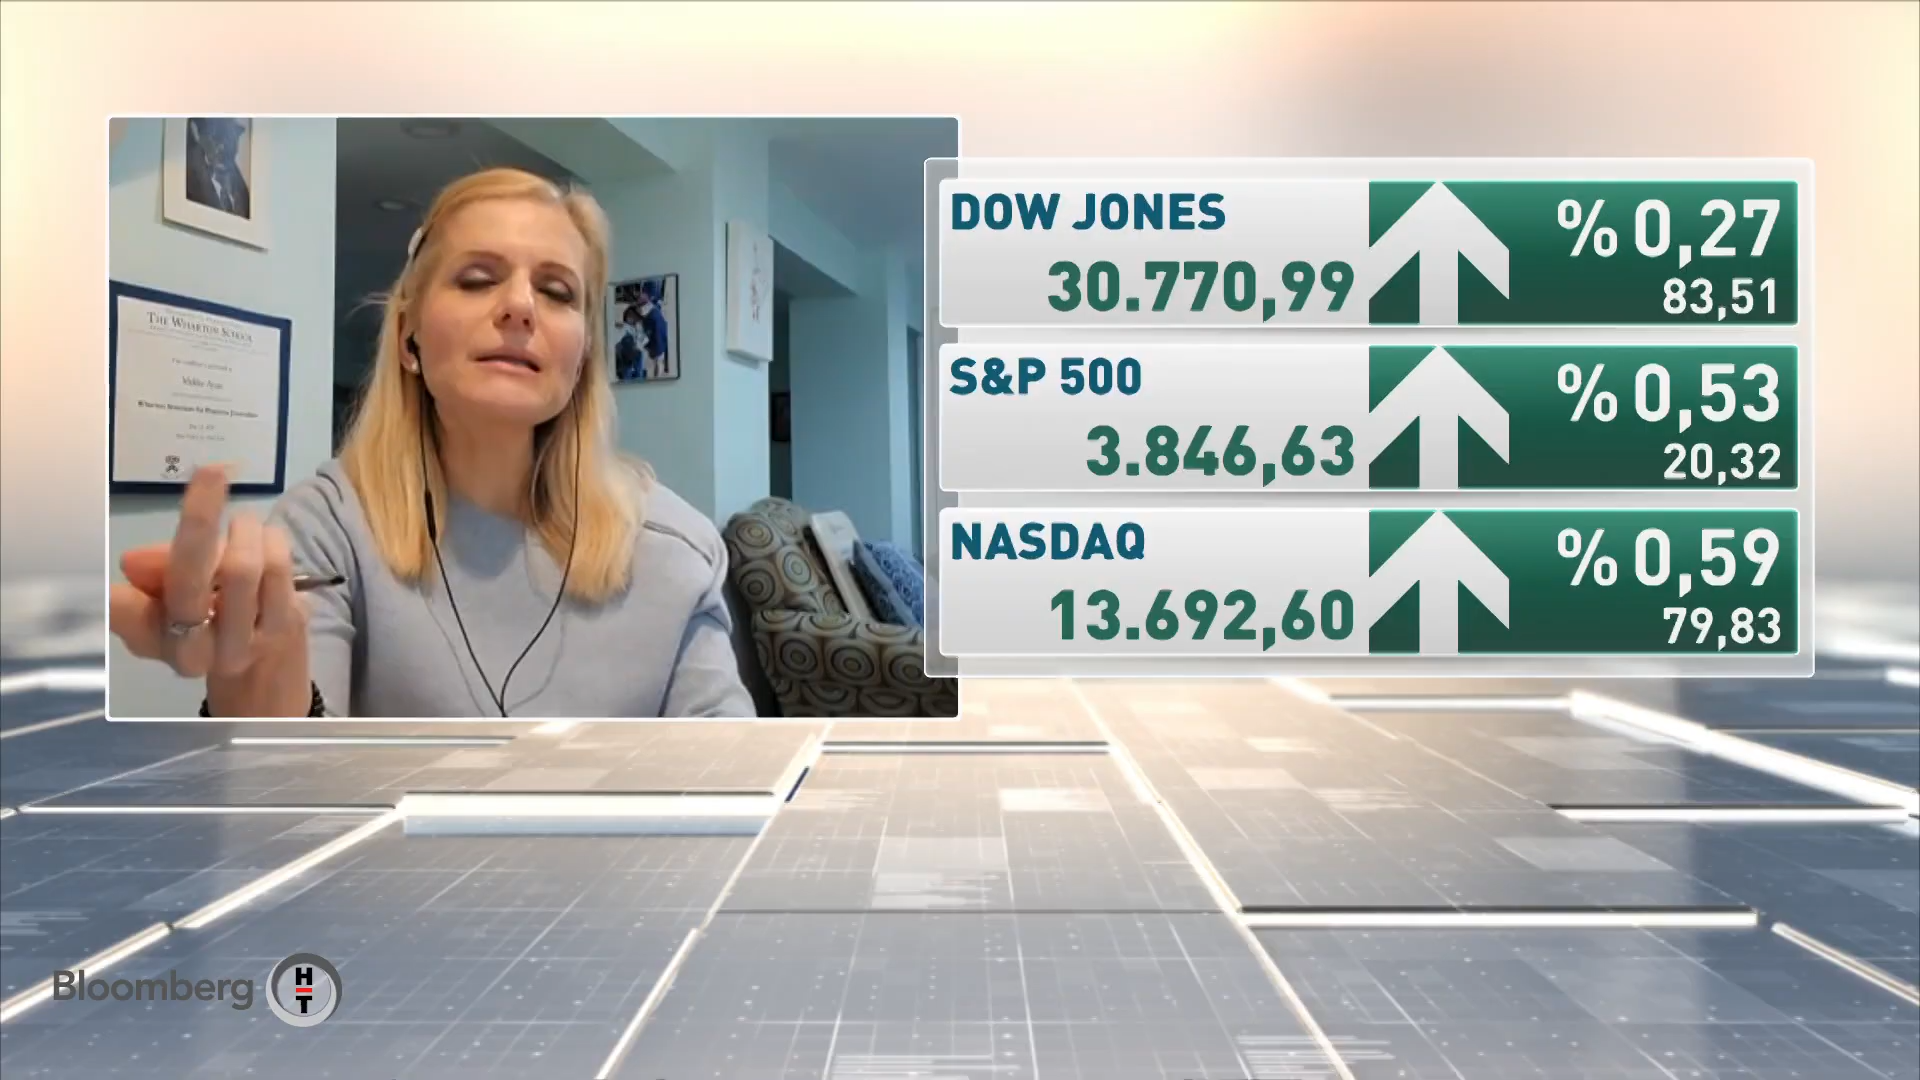 THE WHARTON SCHOOL
DOW JONES
30.770,99
% 0,27
83,51
S&P 500
3.846,63
% 0,53
20,32
NASDAQ
13.692,60
% 0,59
79,83
Bloomberg HT